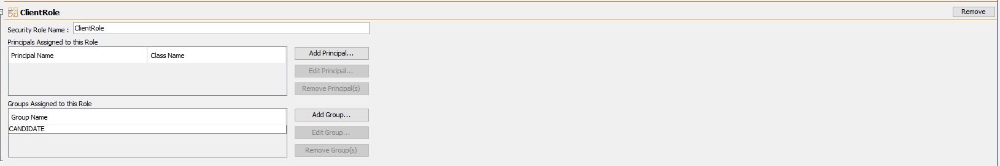 ClientRole
Remove
Security Role Name : ClientRole
Principals Assigned to this Role
Principal Name Class Name
Add Principal...
Edit Principal...
Remove Principal(s)
Groups Assigned to this Role
Group Name
CANDIDATE
Add Group...
Edit Group...
Remove Group(s)